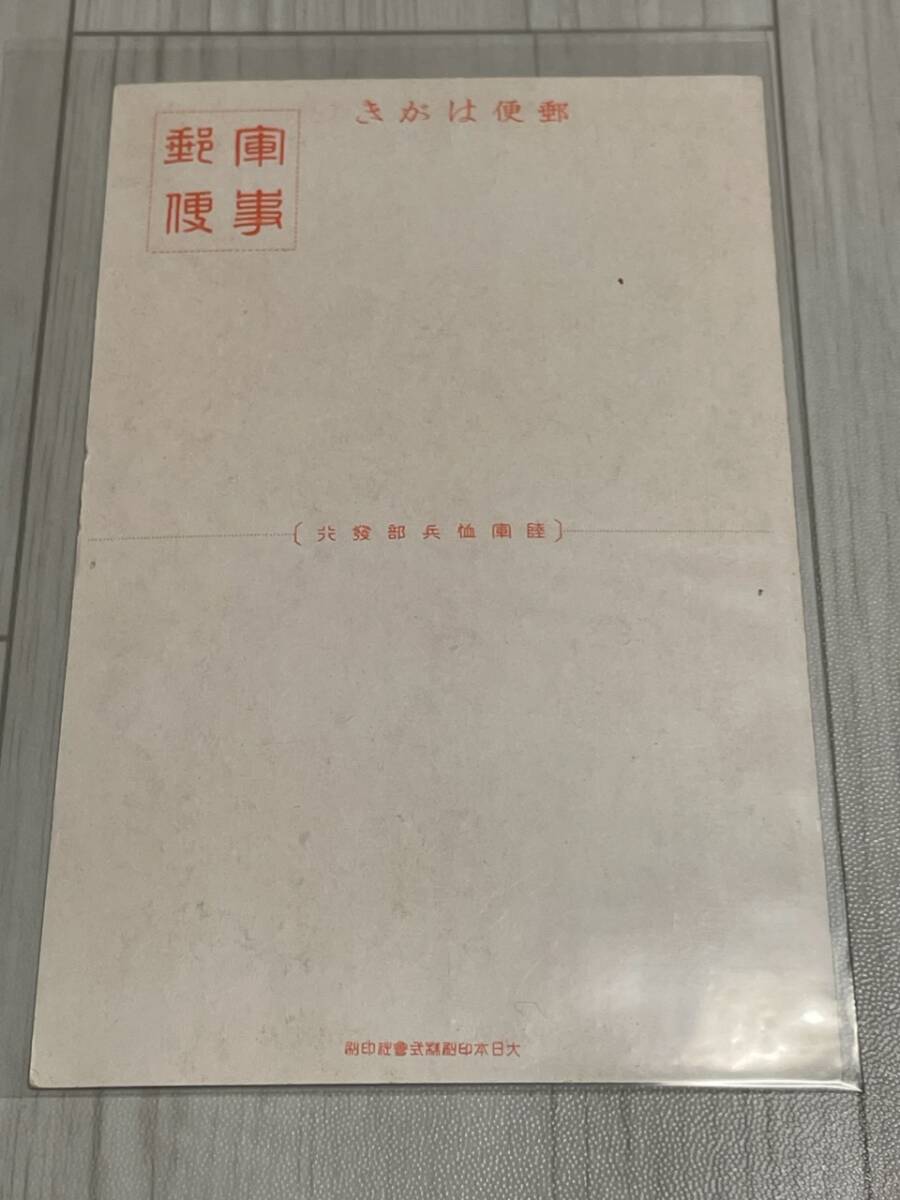 郵便はがき
軍事
郵便
〔陸軍恤兵部發行〕
大日本印刷株式會社印刷